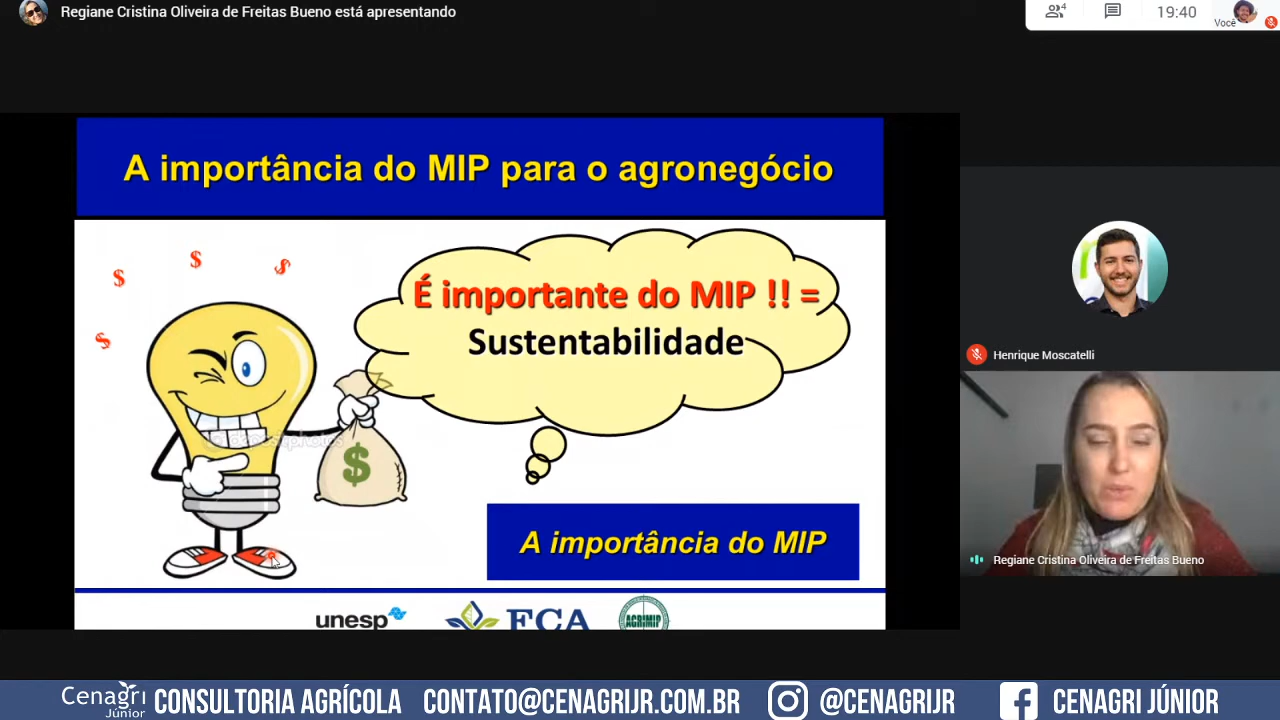 Regiane Cristina Oliveira de Freitas Bueno está apresentando
4
19:40
Você
A importância do MIP para o agronegócio
$ $ $ $
É importante do MIP !! =
Sustentabilidade
$
A importância do MIP
unesp FCA AGRIMIP
Henrique Moscatelli
Regiane Cristina Oliveira de Freitas Bueno
Cenagri Júnior CONSULTORIA AGRÍCOLA CONTATO@CENAGRIJR.COM.BR @CENAGRIJR CENAGRI JÚNIOR